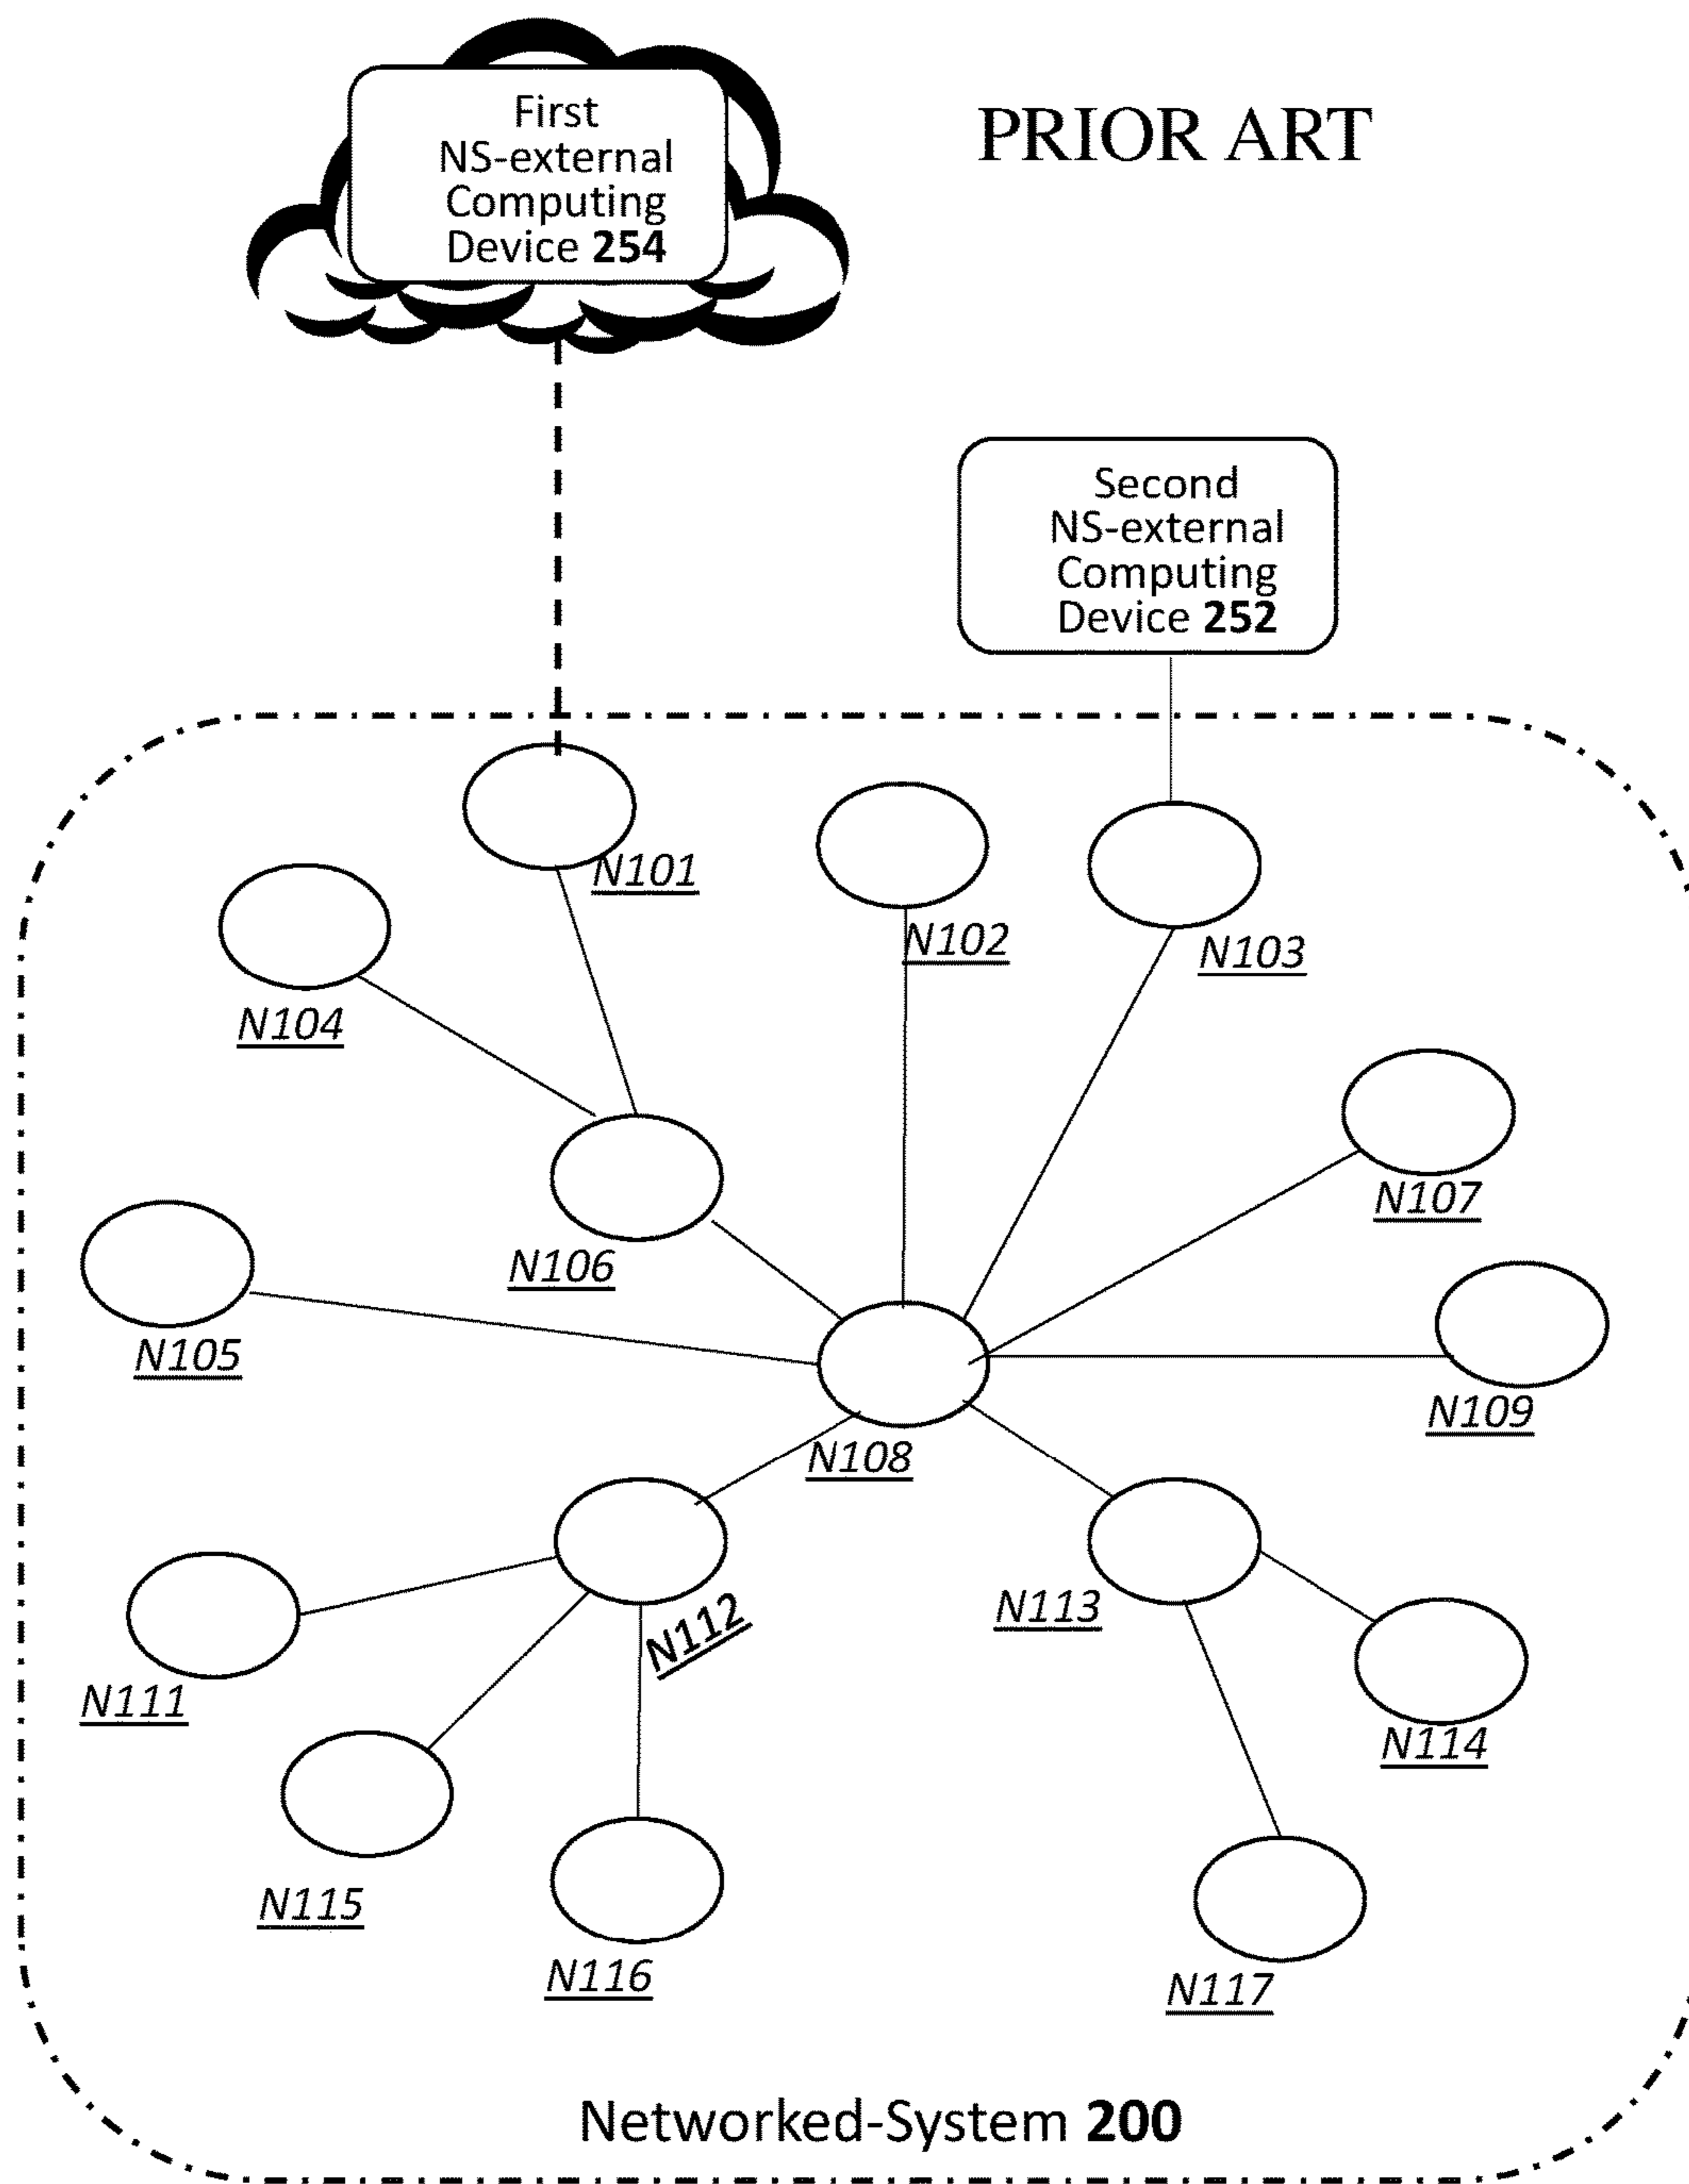 First
NS-external
Computing
Device 254
PRIOR ART
Second
NS-external
Computing
Device 252
N101
N102
N103
N104
N107
N106
N105
N109
N108
N112
N113
N111
N114
N115
N116
N117
Networked-System 200